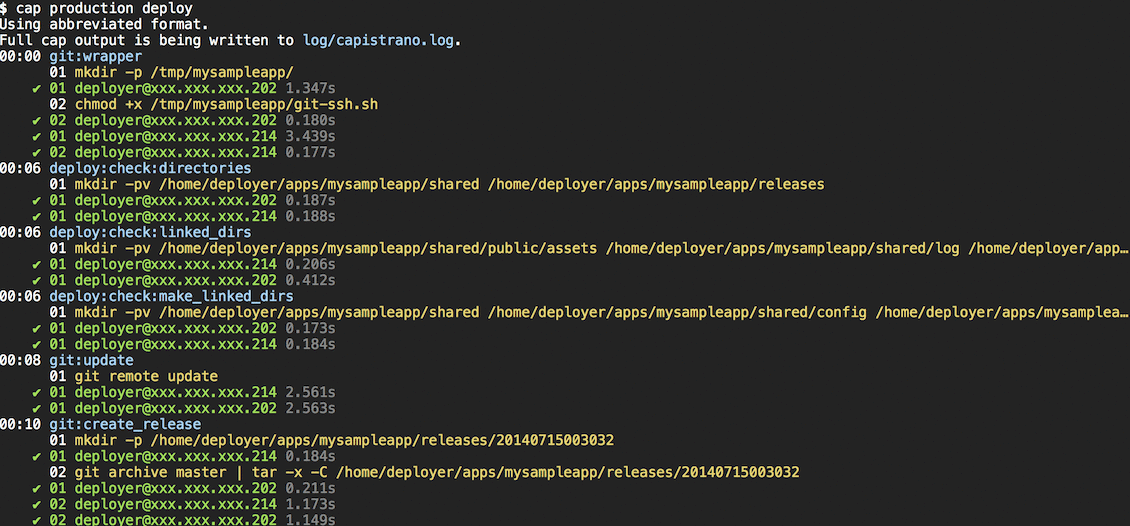 $ cap production deploy
Using abbreviated format.
Full cap output is being written to log/capistrano.log.
00:00 git:wrapper
01 mkdir -p /tmp/mysampleapp/
✔ 01 deployer@xxx.xxx.xxx.202 1.347s
02 chmod +x /tmp/mysampleapp/git-ssh.sh
✔ 02 deployer@xxx.xxx.xxx.202 0.180s
✔ 01 deployer@xxx.xxx.xxx.214 3.439s
✔ 02 deployer@xxx.xxx.xxx.214 0.177s
00:06 deploy:check:directories
01 mkdir -pv /home/deployer/apps/mysampleapp/shared /home/deployer/apps/mysampleapp/releases
✔ 01 deployer@xxx.xxx.xxx.202 0.187s
✔ 01 deployer@xxx.xxx.xxx.214 0.188s
00:06 deploy:check:linked_dirs
01 mkdir -pv /home/deployer/apps/mysampleapp/shared/public/assets /home/deployer/apps/mysampleapp/shared/log /home/deployer/app…
✔ 01 deployer@xxx.xxx.xxx.214 0.206s
✔ 01 deployer@xxx.xxx.xxx.202 0.412s
00:06 deploy:check:make_linked_dirs
01 mkdir -pv /home/deployer/apps/mysampleapp/shared /home/deployer/apps/mysampleapp/shared/config /home/deployer/apps/mysamplea…
✔ 01 deployer@xxx.xxx.xxx.202 0.173s
✔ 01 deployer@xxx.xxx.xxx.214 0.184s
00:08 git:update
01 git remote update
✔ 01 deployer@xxx.xxx.xxx.214 2.561s
✔ 01 deployer@xxx.xxx.xxx.202 2.563s
00:10 git:create_release
01 mkdir -p /home/deployer/apps/mysampleapp/releases/20140715003032
✔ 01 deployer@xxx.xxx.xxx.214 0.184s
02 git archive master | tar -x -C /home/deployer/apps/mysampleapp/releases/20140715003032
✔ 01 deployer@xxx.xxx.xxx.202 0.211s
✔ 02 deployer@xxx.xxx.xxx.214 1.173s
✔ 02 deployer@xxx.xxx.xxx.202 1.149s